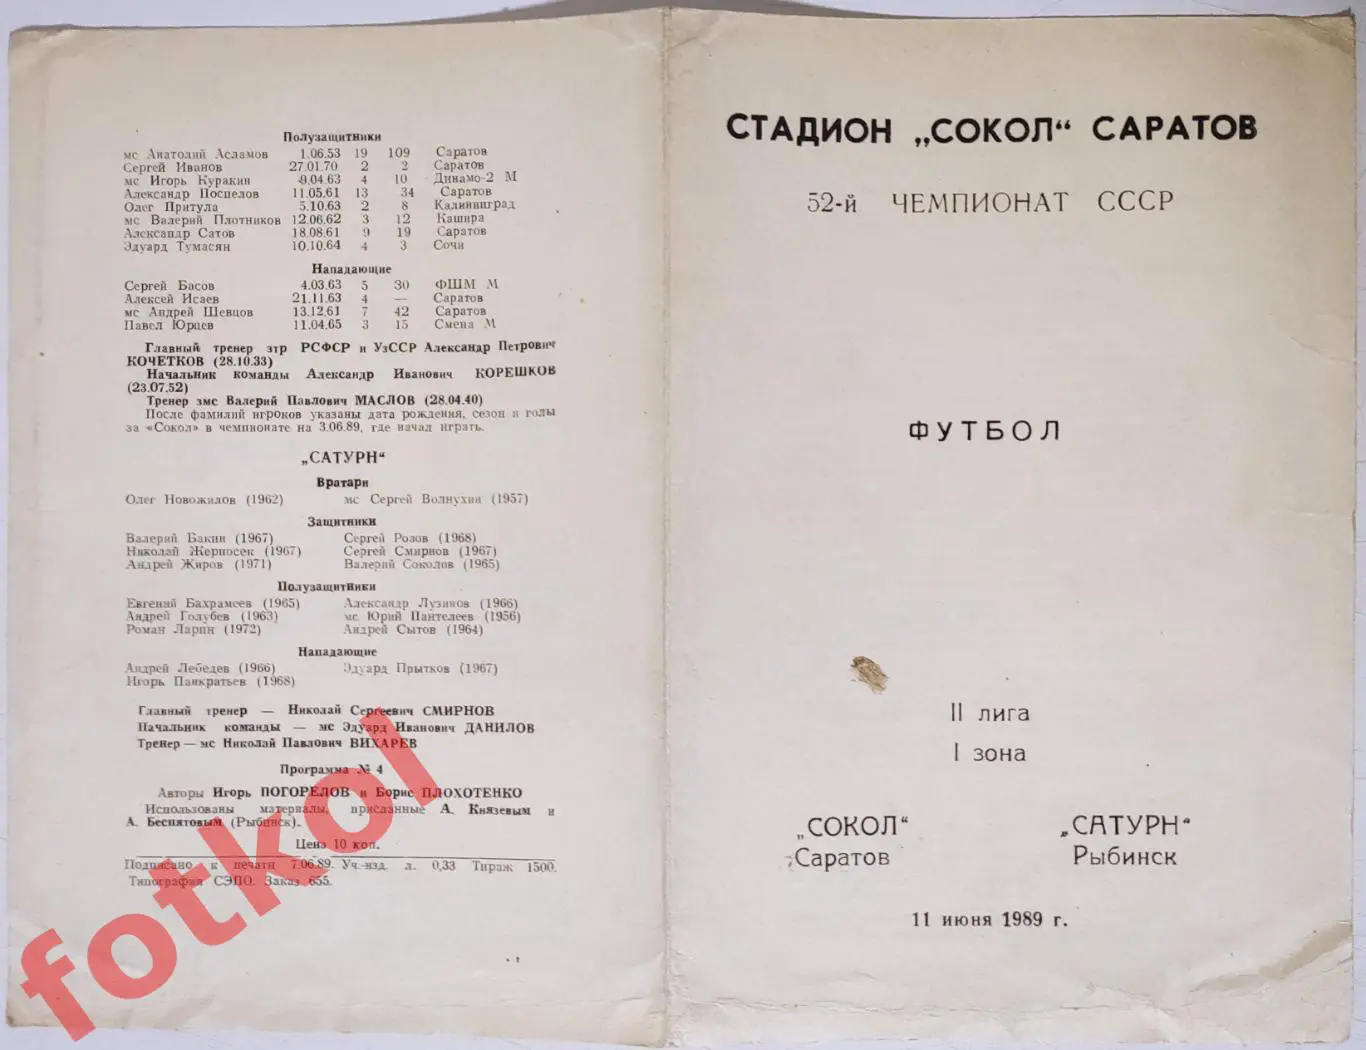 Полузащитники
мс Анатолий Асламов 1.06.53 19 109 Саратов
Сергей Иванов 27.01.70 2 2 Саратов
мс Игорь Куракин 9.04.63 4 10 Динамо-2 М
Александр Поспелов 11.05.61 13 34 Саратов
Олег Притула 5.10.63 2 8 Калининград
мс Валерий Плотников 12.06.62 3 12 Кашира
Александр Сатов 18.08.61 9 19 Саратов
Эдуард Тумасян 10.10.64 4 3 Сочи
Нападающие
Сергей Басов 4.03.63 5 30 ФШМ М
Алексей Исаев 21.11.63 4 — Саратов
мс Андрей Шевцов 13.12.61 7 42 Саратов
Павел Юрцев 11.04.65 3 15 Смена М
Главный тренер зтр РСФСР и УзССР Александр Петрович
КОЧЕТКОВ (28.10.33)
Начальник команды Александр Иванович КОРЕШКОВ
(23.07.52)
Тренер змс Валерий Павлович МАСЛОВ (28.04.40)
После фамилий игроков указаны дата рождения, сезон и голы
за «Сокол» в чемпионате на 3.06.89, где начал играть.
„САТУРН“
Вратари
Олег Новожилов (1962) мс Сергей Волнухин (1957)
Защитники
Валерий Бакин (1967) Сергей Розов (1968)
Николай Жерносек (1967) Сергей Смирнов (1967)
Андрей Жиров (1971) Валерий Соколов (1965)
Полузащитники
Евгений Бахрамеев (1965) Александр Лузинов (1966)
Андрей Голубев (1963) мс Юрий Пантелеев (1956)
Роман Ларин (1972) Андрей Сытов (1964)
Нападающие
Андрей Лебедев (1966) Эдуард Прытков (1967)
Игорь Панкратьев (1968)
Главный тренер — Николай Сергеевич СМИРНОВ
Начальник команды — мс Эдуард Иванович ДАНИЛОВ
Тренер — мс Николай Павлович ВИХАРЕВ
Программа № 4
Авторы Игорь ПОГОРЕЛОВ и Борис ПЛОХОТЕНКО
Использованы материалы, присланные А. Князевым и
А. Беспятовым (Рыбинск).
Цена 10 коп.
Подписано к печати 7.06.89. Уч.-изд. л. 0,33 Тираж 1500.
Типография СЭПО. Заказ 655.
СТАДИОН „СОКОЛ“ САРАТОВ
52-й ЧЕМПИОНАТ СССР
ФУТБОЛ
II лига
I зона
„СОКОЛ“ „САТУРН“
Саратов Рыбинск
11 июня 1989 г.
fotkol